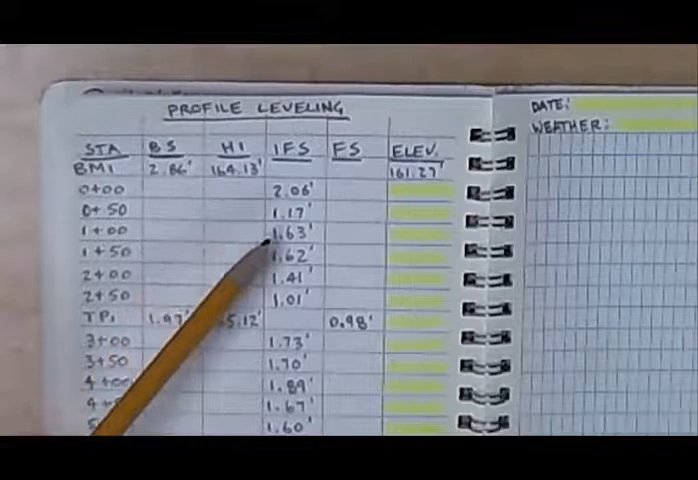 PROFILE LEVELING
DATE:
WEATHER:
STA BS HI IFS FS ELEV.
BM1 2.86' 164.13' 161.27'
0+00 2.06'
0+50 1.17'
1+00 1.63'
1+50 1.62'
2+00 1.41'
2+50 1.01'
TP1 1.97' 5.12' 0.98'
3+00 1.73'
3+50 1.70'
4+00 1.89'
1.67'
1.60'